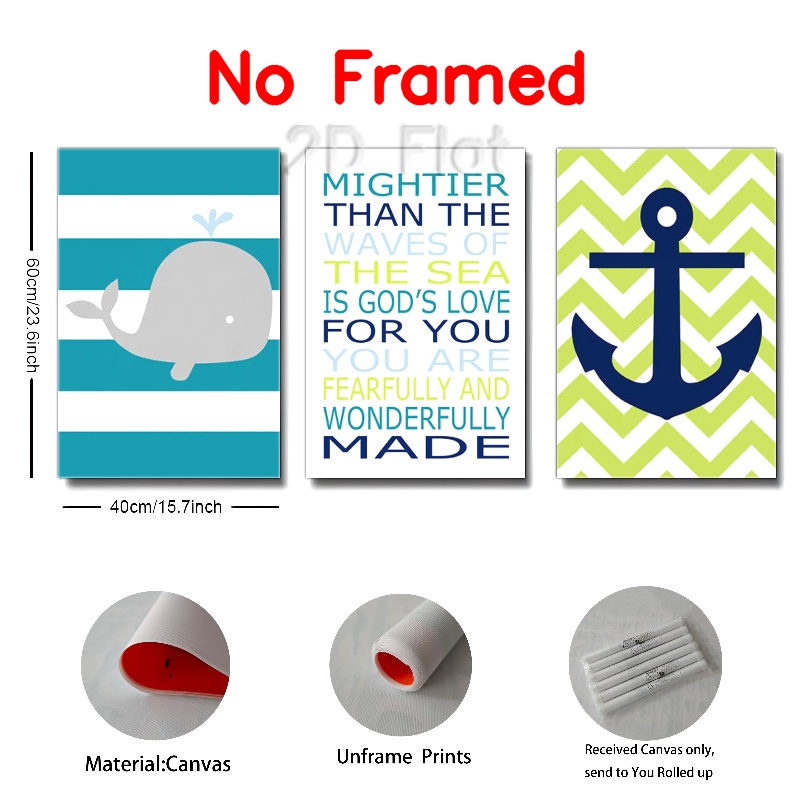 No Framed
2D Flat
MIGHTIER
THAN THE
WAVES OF
THE SEA
IS GOD'S LOVE
FOR YOU
YOU ARE
FEARFULLY AND
WONDERFULLY
MADE
60cm/23.6inch
40cm/15.7inch
Material:Canvas
Unframe Prints
Received Canvas only,
send to You Rolled up